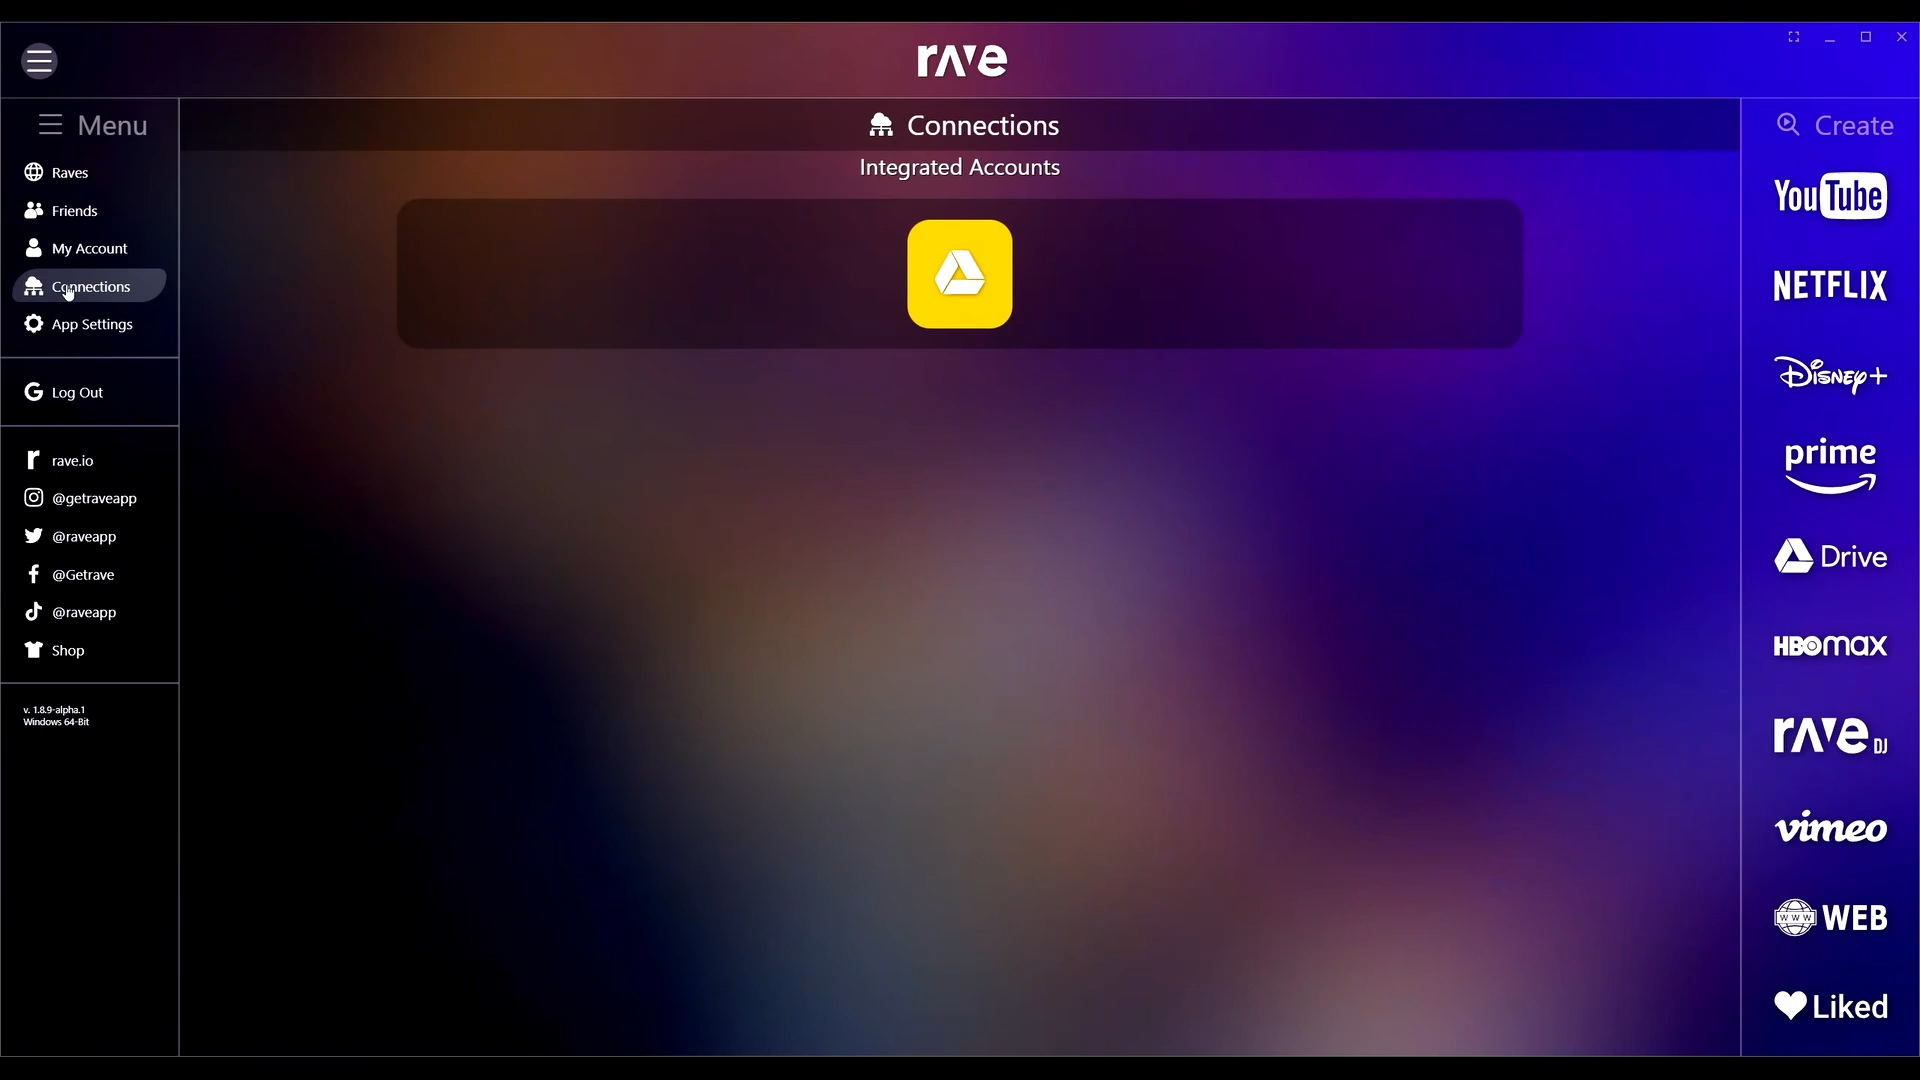 rave
Menu
Raves
Friends
My Account
Connections
App Settings
Log Out
rave.io
@getraveapp
@raveapp
@Getrave
@raveapp
Shop
v. 1.8.9-alpha.1
Windows 64-Bit
Connections
Integrated Accounts
Create
YouTube
NETFLIX
Disney+
prime
Drive
HBOmax
rave DJ
vimeo
WWW WEB
Liked